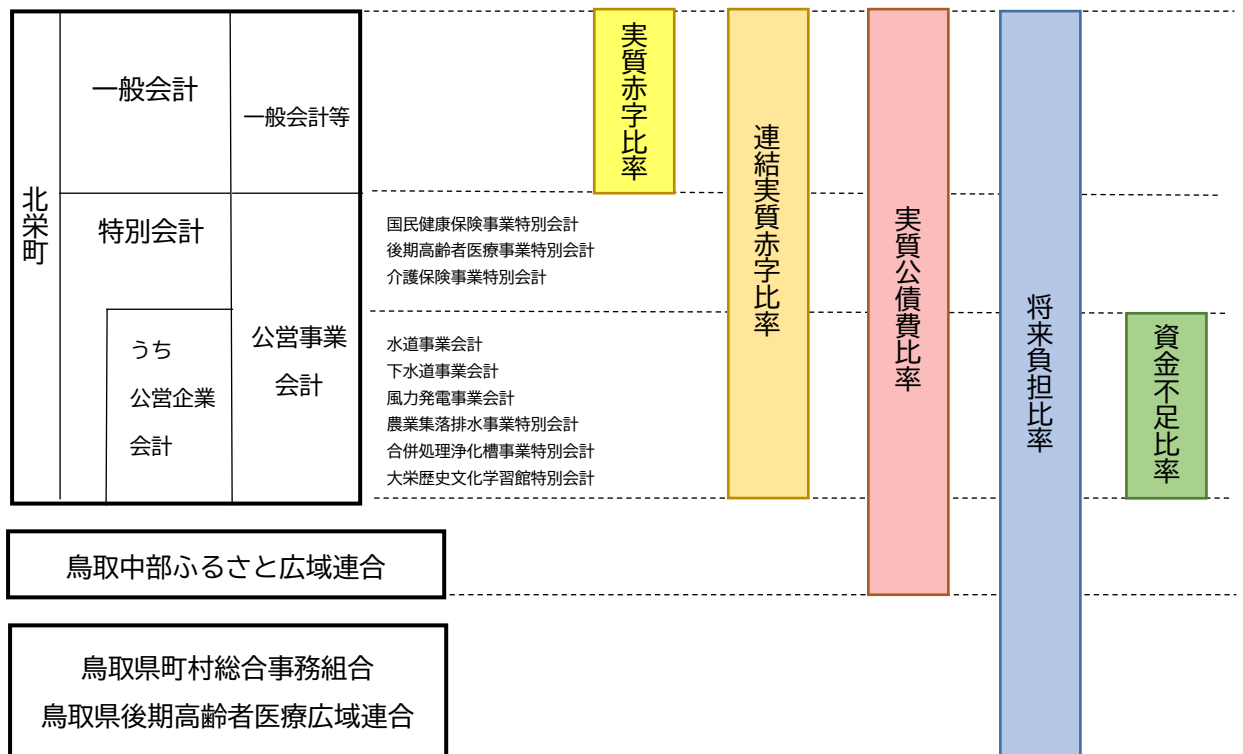 北栄町
一般会計
一般会計等
特別会計
うち
公営企業
会計
公営事業
会計
国民健康保険事業特別会計
後期高齢者医療事業特別会計
介護保険事業特別会計
水道事業会計
下水道事業会計
風力発電事業会計
農業集落排水事業特別会計
合併処理浄化槽事業特別会計
大栄歴史文化学習館特別会計
実質赤字比率
連結実質赤字比率
実質公債費比率
将来負担比率
資金不足比率
鳥取中部ふるさと広域連合
鳥取県町村総合事務組合
鳥取県後期高齢者医療広域連合